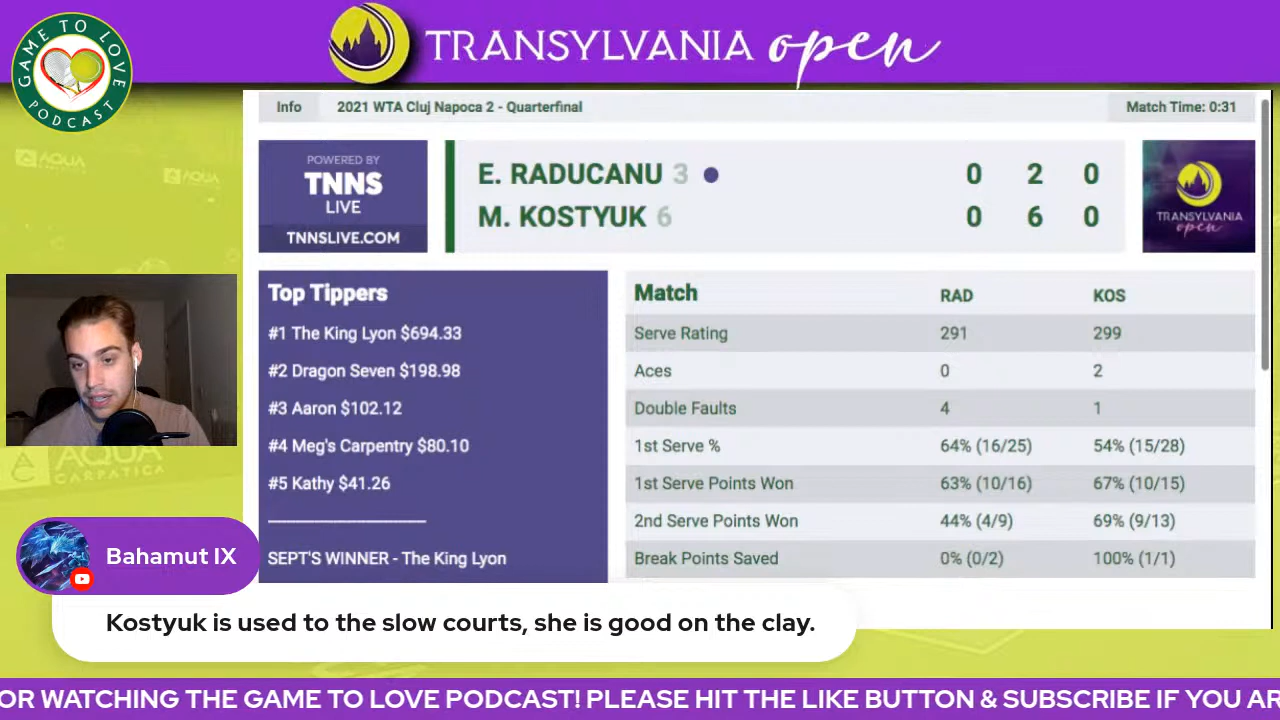 GAME TO LOVE
PODCAST
TRANSYLVANIA open
Info
2021 WTA Cluj Napoca 2 - Quarterfinal
Match Time: 0:31
POWERED BY
TNNS
LIVE
TNNSLIVE.COM
E. RADUCANU 3 0 2 0
M. KOSTYUK 6 0 6 0
TRANSYLVANIA
open
Top Tippers
#1 The King Lyon $694.33
#2 Dragon Seven $198.98
#3 Aaron $102.12
#4 Meg's Carpentry $80.10
#5 Kathy $41.26
SEPT'S WINNER - The King Lyon
Match RAD KOS
Serve Rating 291 299
Aces 0 2
Double Faults 4 1
1st Serve % 64% (16/25) 54% (15/28)
1st Serve Points Won 63% (10/16) 67% (10/15)
2nd Serve Points Won 44% (4/9) 69% (9/13)
Break Points Saved 0% (0/2) 100% (1/1)
AQUA
AQUA
AQUA
CARPATICA
Bahamut IX
Kostyuk is used to the slow courts, she is good on the clay.
OR WATCHING THE GAME TO LOVE PODCAST! PLEASE HIT THE LIKE BUTTON & SUBSCRIBE IF YOU AR